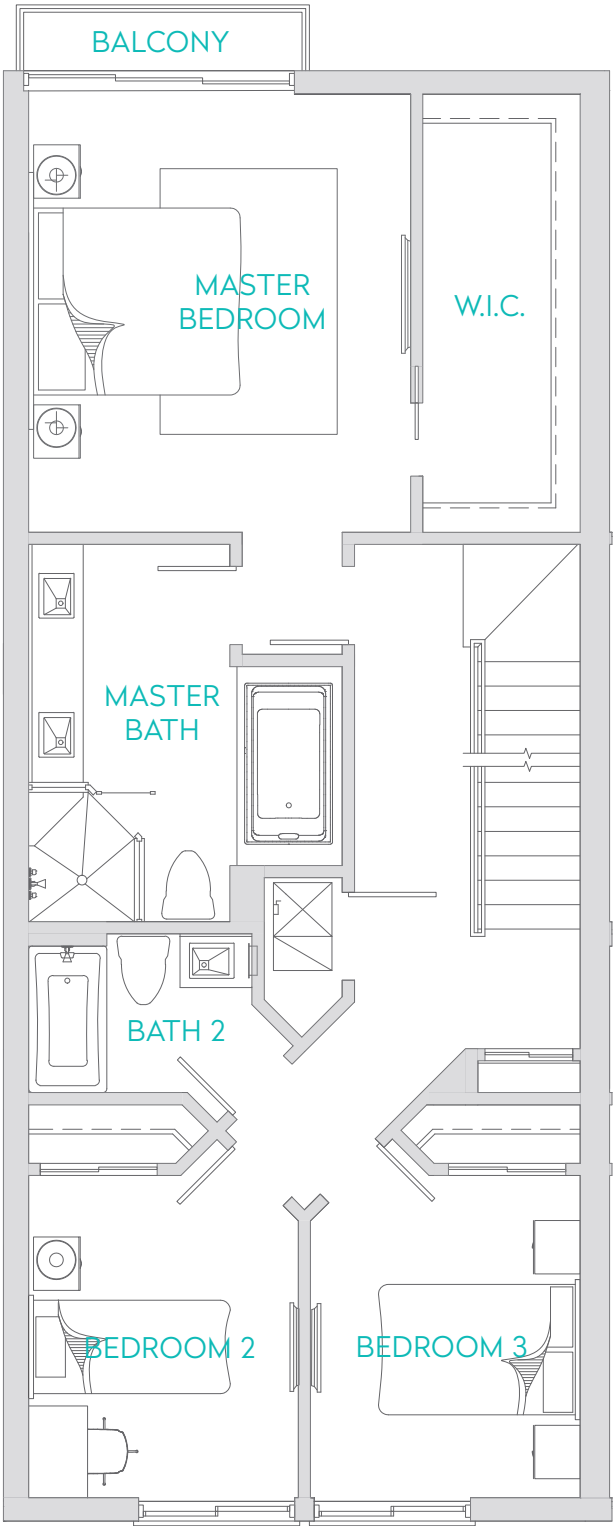 BALCONY
MASTER
BEDROOM
W.I.C.
MASTER
BATH
BATH 2
BEDROOM 2
BEDROOM 3